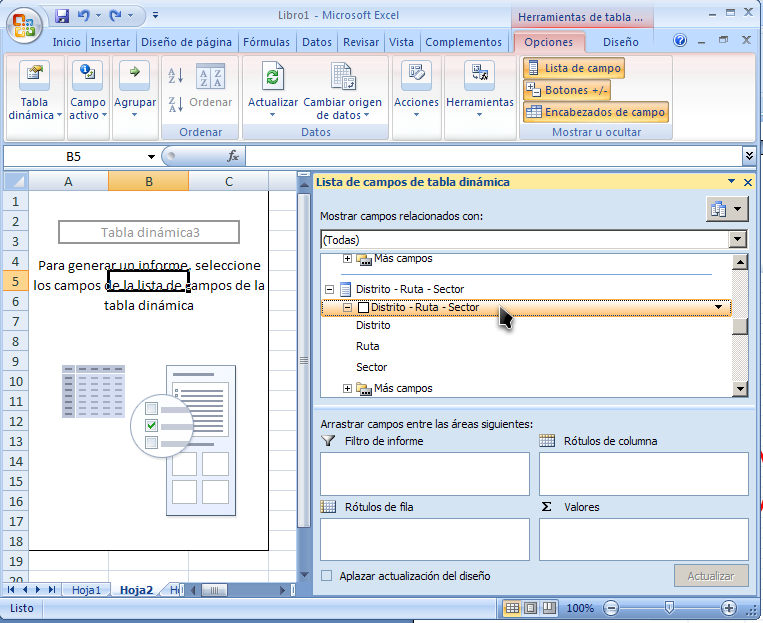 Libro1 - Microsoft Excel
Herramientas de tabla ...
Inicio Insertar Diseño de página Fórmulas Datos Revisar Vista Complementos Opciones Diseño
Tabla dinámica
Campo activo
Agrupar
Ordenar
Ordenar
Actualizar
Cambiar origen de datos
Datos
Acciones
Herramientas
Lista de campo
Botones +/-
Encabezados de campo
Mostrar u ocultar
B5
fx
A B C
1
2
3
4
5
6
7
8
9
10
11
12
13
14
15
16
17
18
19
20
Tabla dinámica3
Para generar un informe, seleccione
los campos de la lista de campos de la
tabla dinámica
Lista de campos de tabla dinámica
Mostrar campos relacionados con:
(Todas)
Más campos
Distrito - Ruta - Sector
Distrito - Ruta - Sector
Distrito
Ruta
Sector
Más campos
Arrastrar campos entre las áreas siguientes:
Filtro de informe
Rótulos de columna
Rótulos de fila
Σ Valores
Aplazar actualización del diseño
Actualizar
Hoja1 Hoja2
Listo
100%